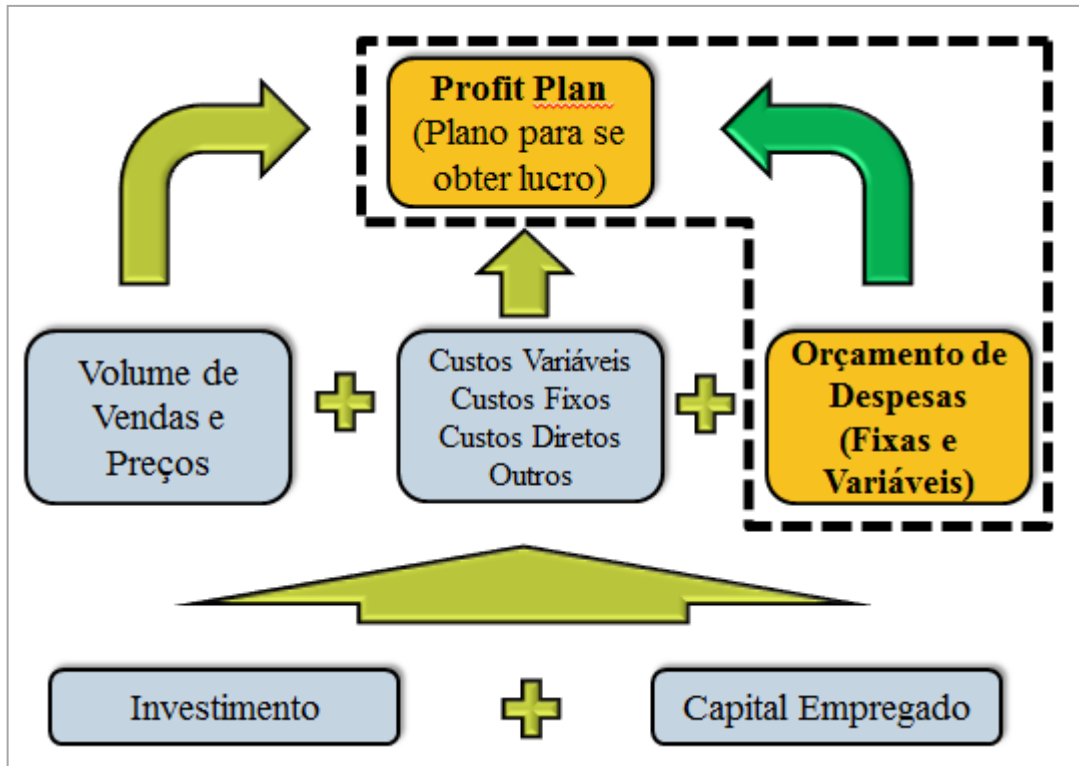 Profit Plan
(Plano para se
obter lucro)
Volume de
Vendas e
Preços
Custos Variáveis
Custos Fixos
Custos Diretos
Outros
Orçamento de
Despesas
(Fixas e
Variáveis)
Investimento
Capital Empregado